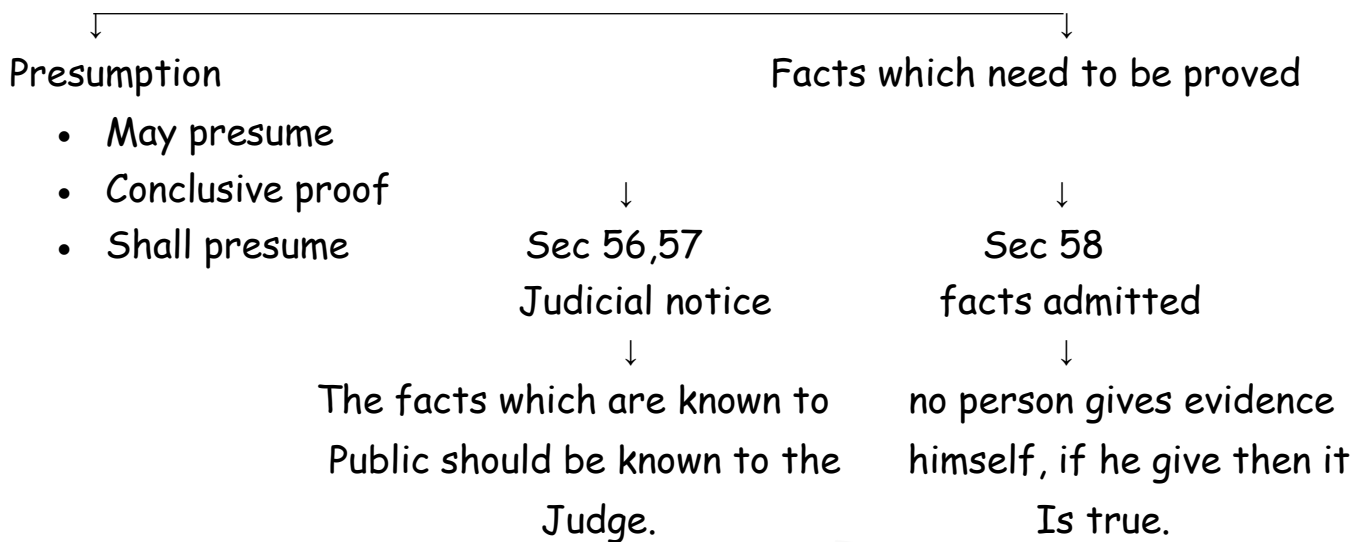 ↓ ↓
Presumption Facts which need to be proved
• May presume
• Conclusive proof ↓ ↓
• Shall presume Sec 56,57 Sec 58
Judicial notice facts admitted
↓ ↓
The facts which are known to no person gives evidence
Public should be known to the himself, if he give then it
Judge. Is true.